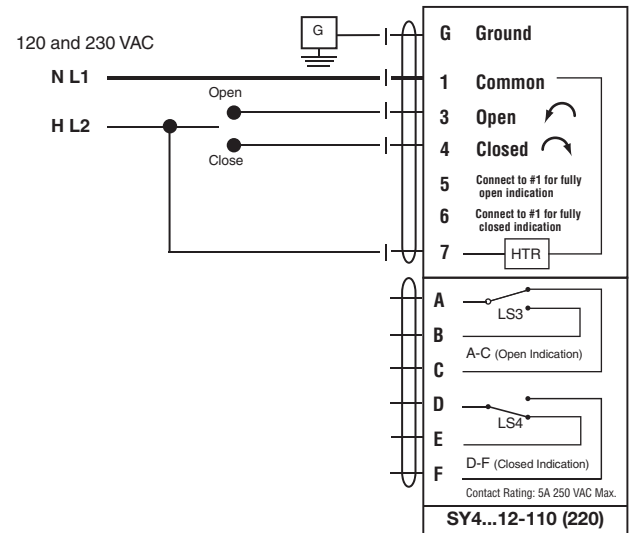 120 and 230 VAC
G
G Ground
N L1
1 Common
Open
3 Open
H L2
4 Closed
Close
5 Connect to #1 for fully
open indication
6 Connect to #1 for fully
closed indication
7 HTR
A
LS3
B
A-C (Open Indication)
C
D
LS4
E
D-F (Closed Indication)
F
Contact Rating: 5A 250 VAC Max.
SY4...12-110 (220)